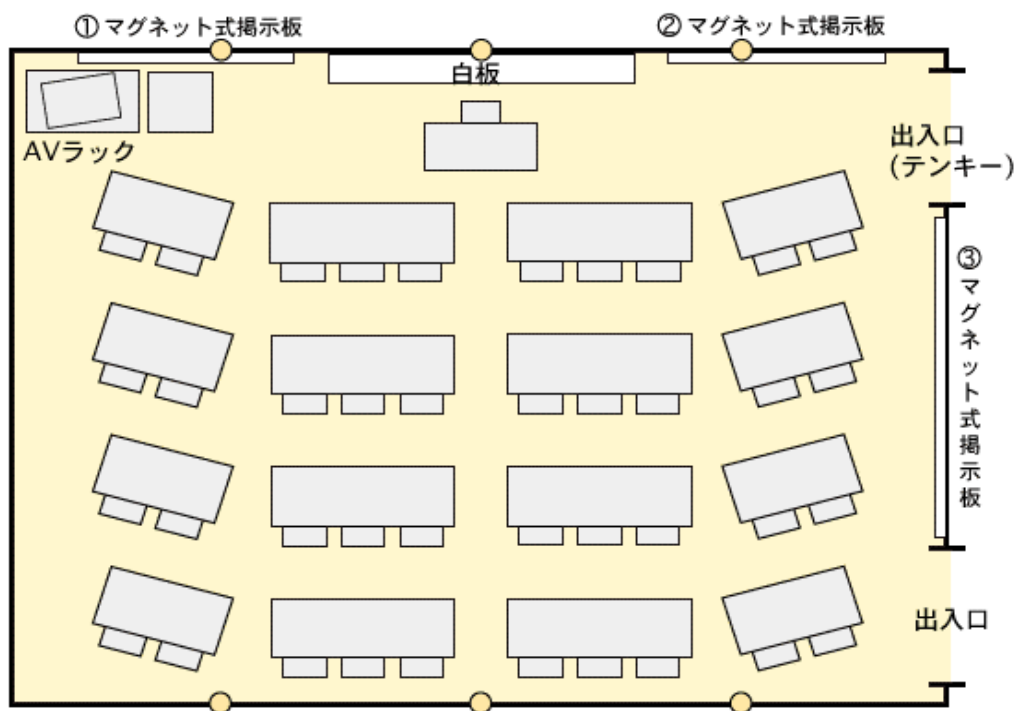 ① マグネット式掲示板
② マグネット式掲示板
白板
AVラック
出入口
(テンキー)
③マグネット式掲示板
出入口